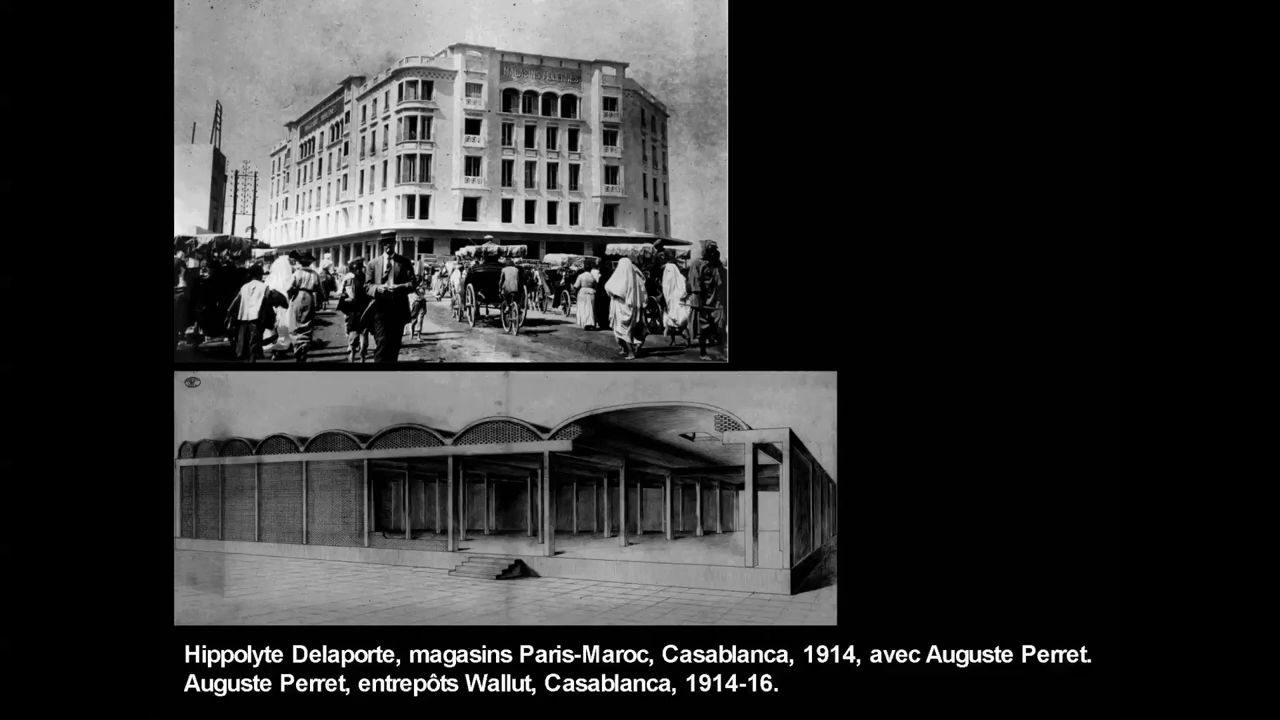 Hippolyte Delaporte, magasins Paris-Maroc, Casablanca, 1914, avec Auguste Perret.
Auguste Perret, entrepôts Wallut, Casablanca, 1914-16.